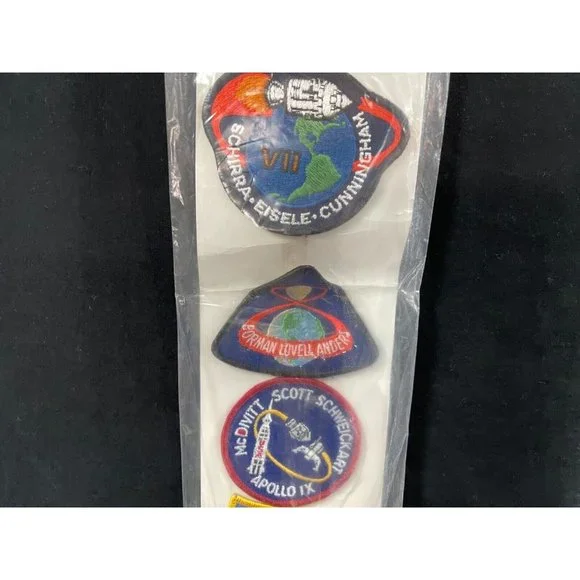 VII
SCHIRRA • EISELE • CUNNINGHAM
BORMAN LOVELL ANDERS
McDIVITT SCOTT SCHWEICKART
APOLLO IX